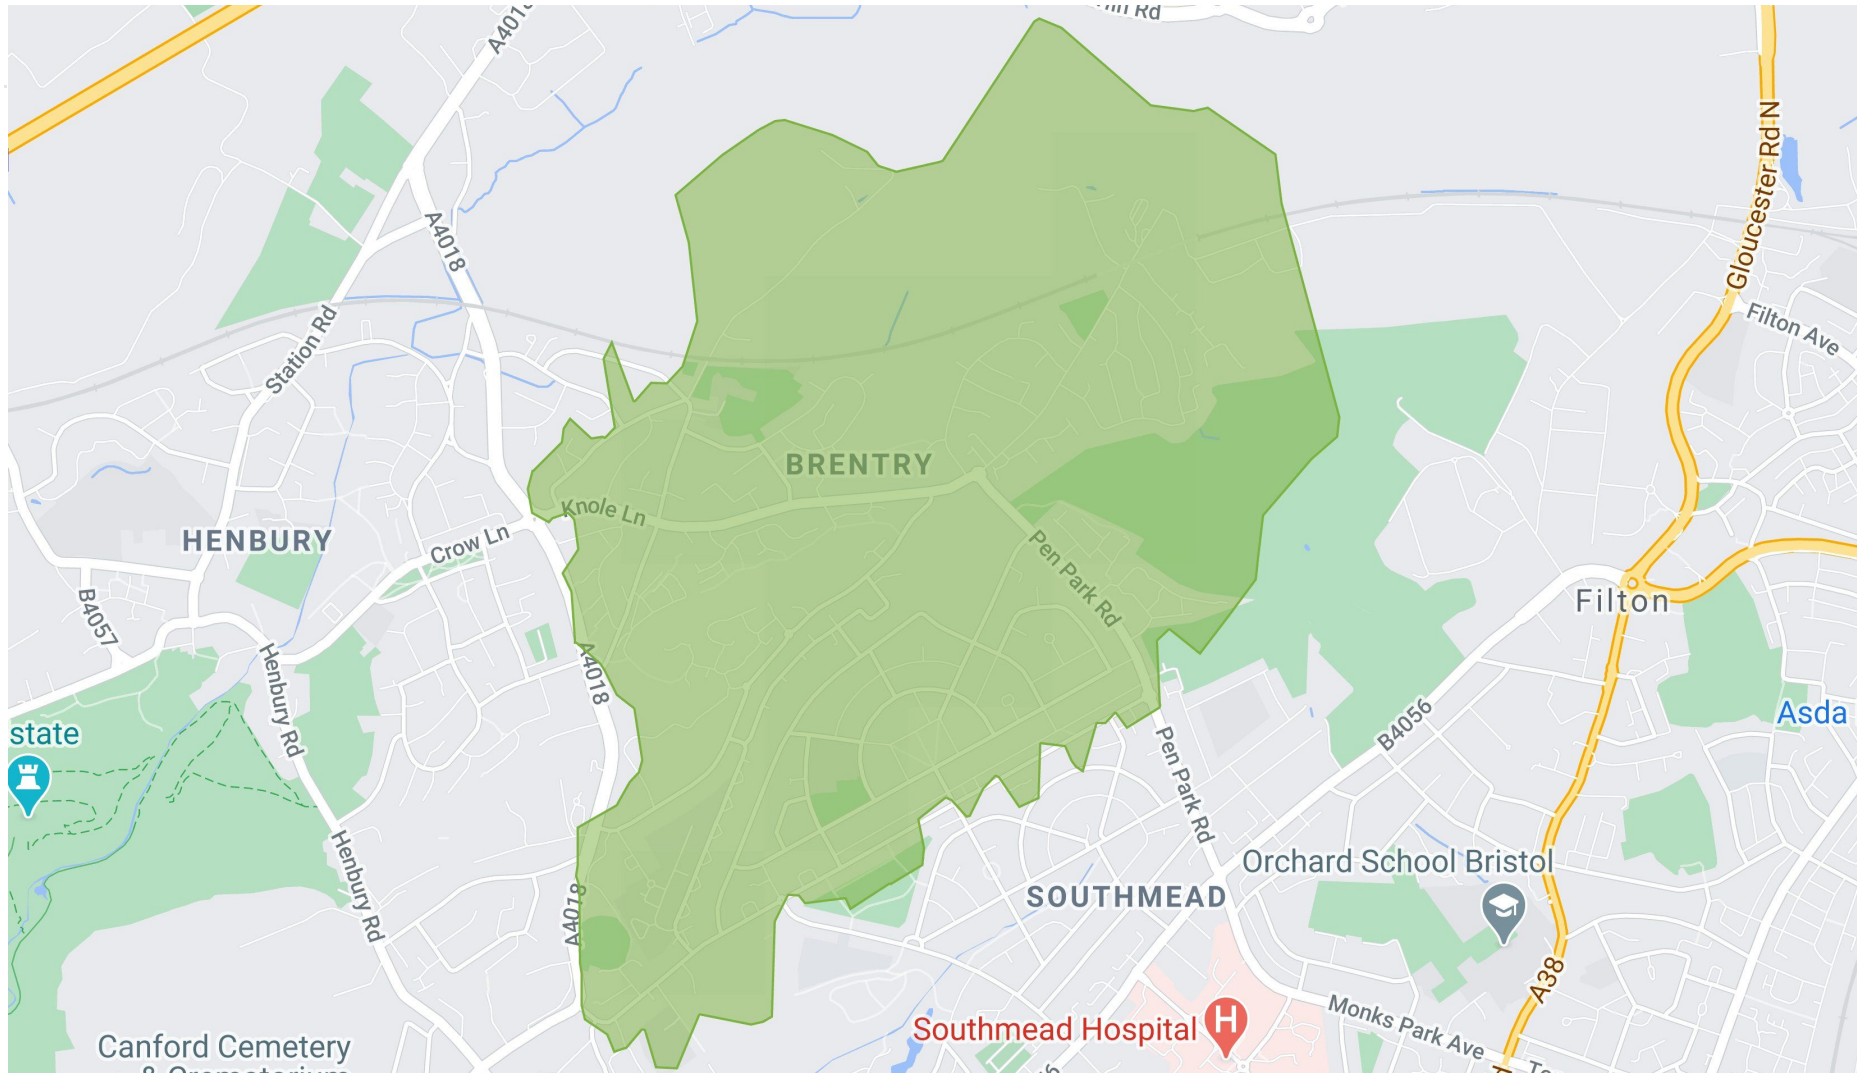 A4018
Gloucester Rd N
A4018
Filton Ave
Station Rd
BRENTRY
Knole Ln
HENBURY
Crow Ln
Pen Park Rd
B4057
Filton
Henbury Rd
A4018
B4056
Asda
state
Pen Park Rd
Henbury Rd
Orchard School Bristol
SOUTHMEAD
A4018
A38
Southmead Hospital
H
Monks Park Ave
Canford Cemetery
& Crematorium